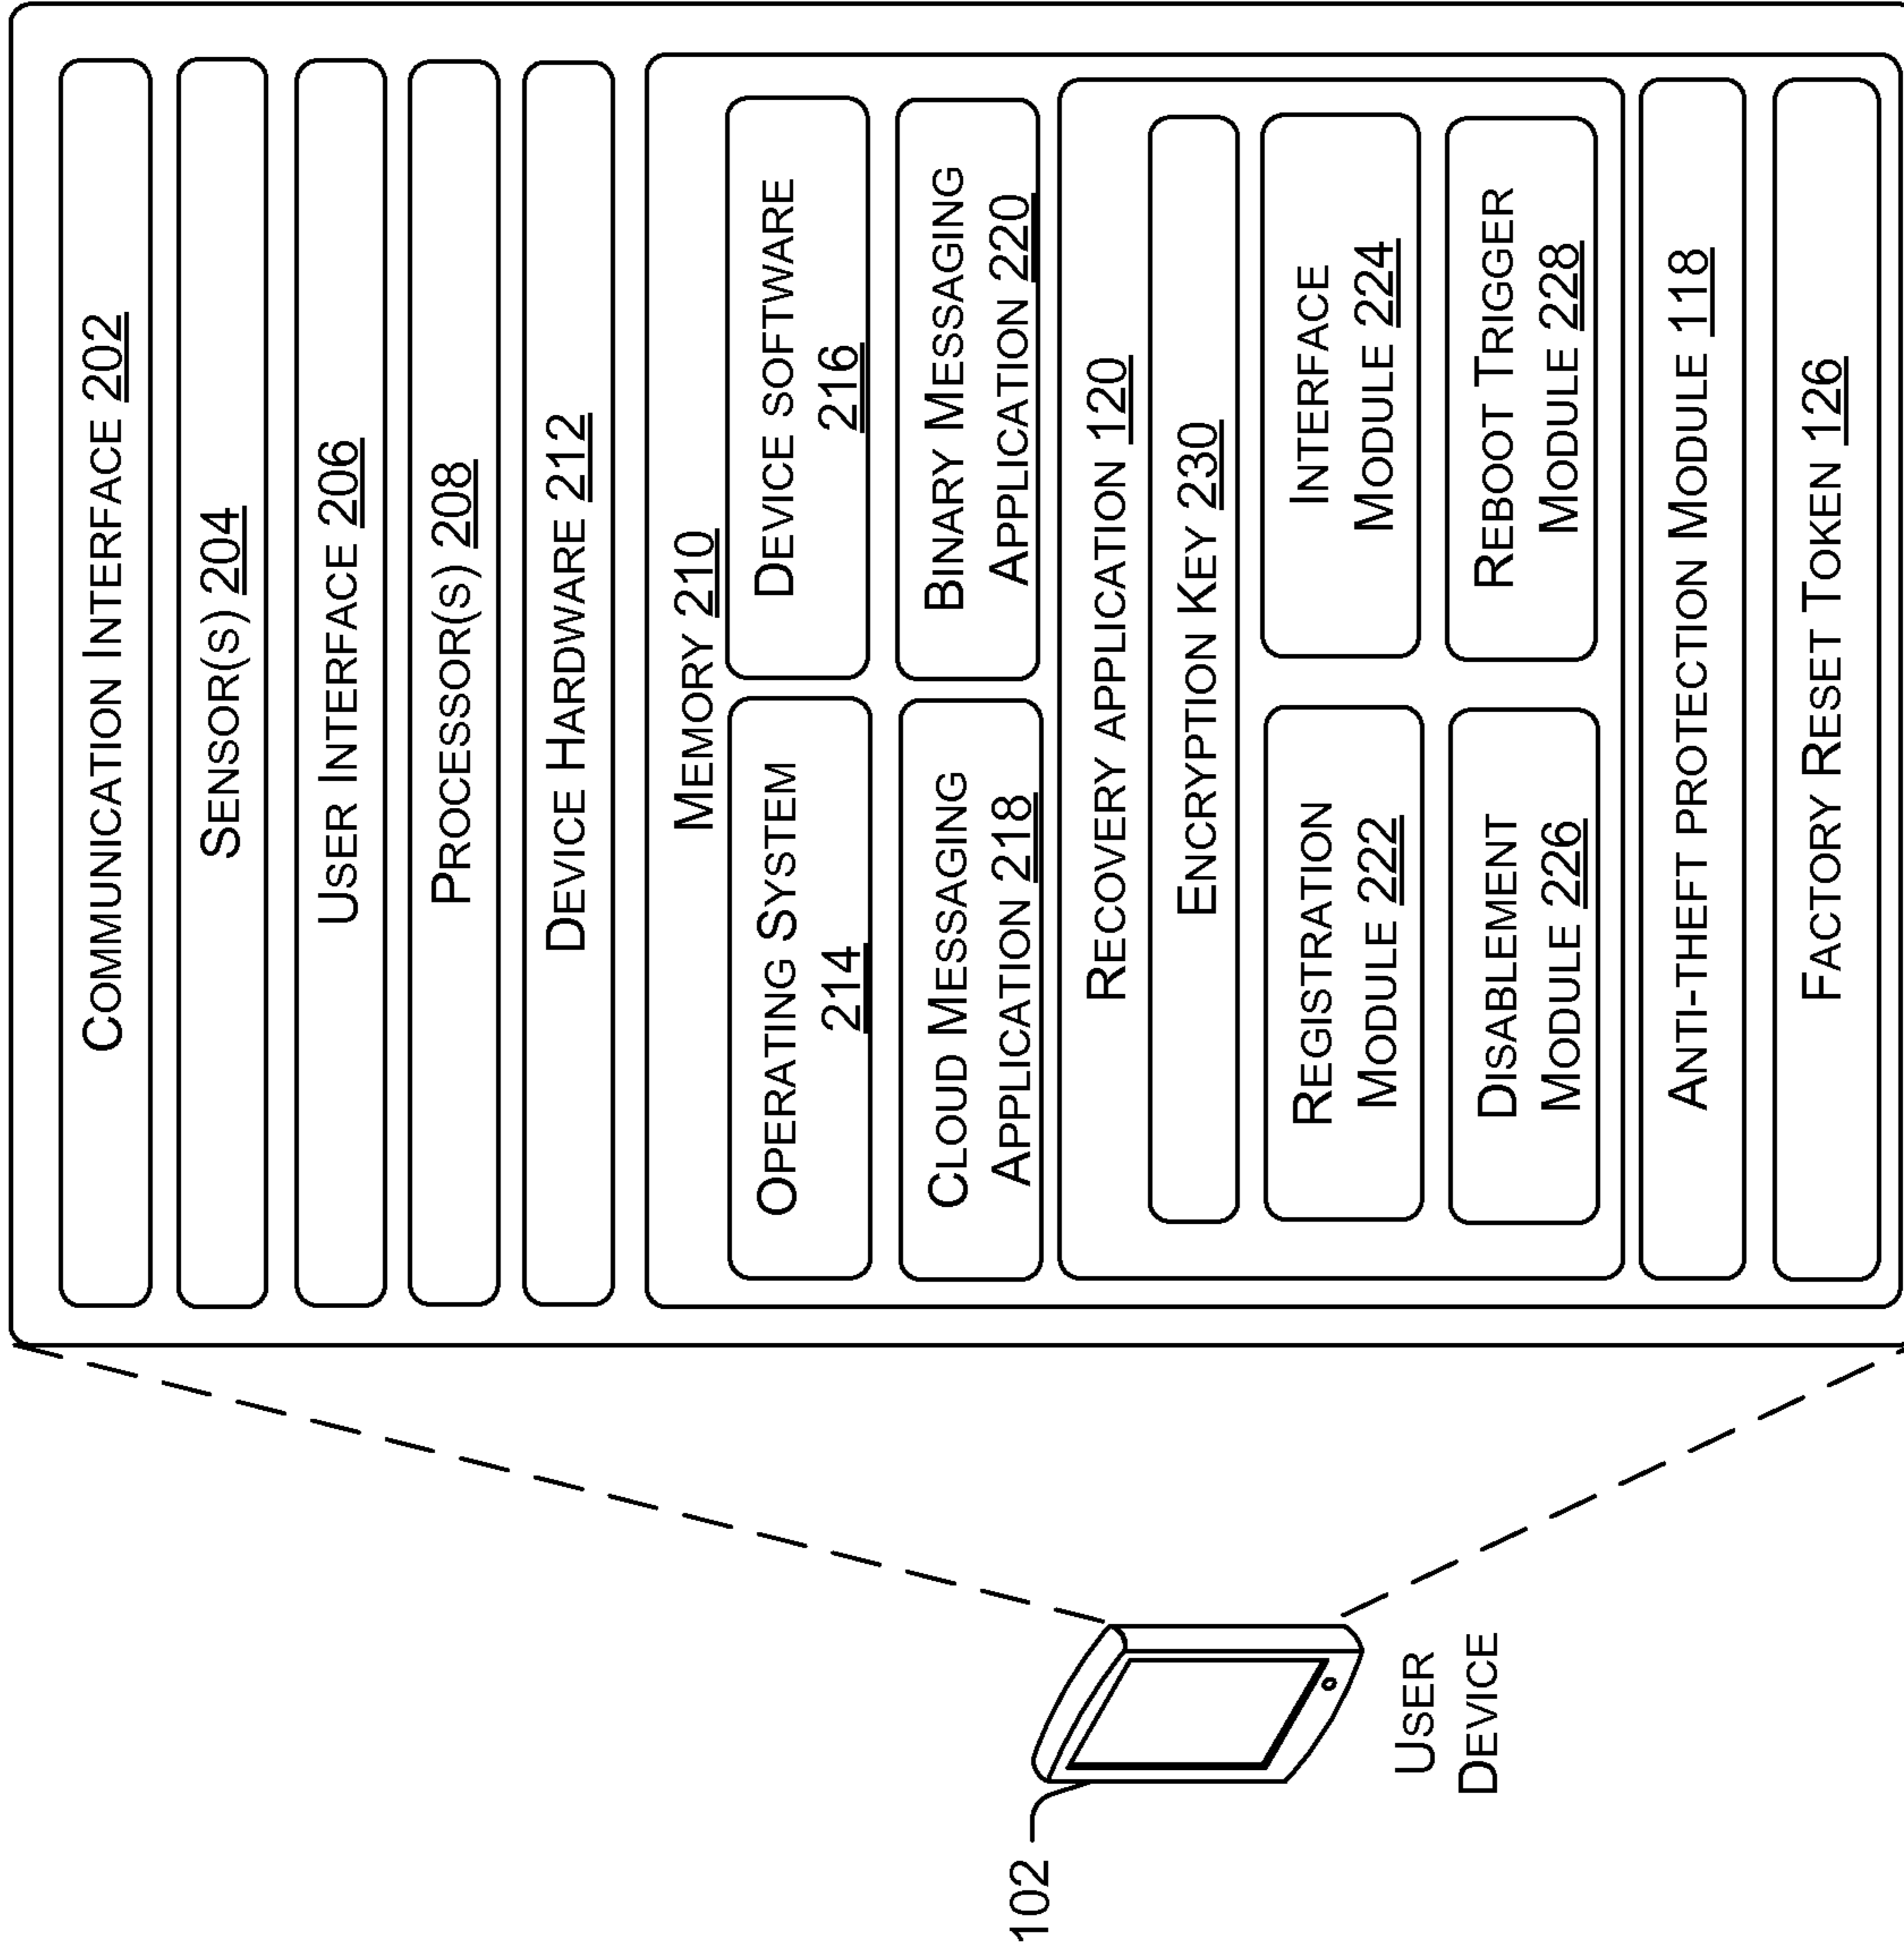 102
USER
DEVICE
COMMUNICATION INTERFACE 202
SENSOR(S) 204
USER INTERFACE 206
PROCESSOR(S) 208
DEVICE HARDWARE 212
MEMORY 210
OPERATING SYSTEM
214
DEVICE SOFTWARE
216
CLOUD MESSAGING
APPLICATION 218
BINARY MESSAGING
APPLICATION 220
RECOVERY APPLICATION 120
ENCRYPTION KEY 230
REGISTRATION
MODULE 222
INTERFACE
MODULE 224
DISABLEMENT
MODULE 226
REBOOT TRIGGER
MODULE 228
ANTI-THEFT PROTECTION MODULE 118
FACTORY RESET TOKEN 126